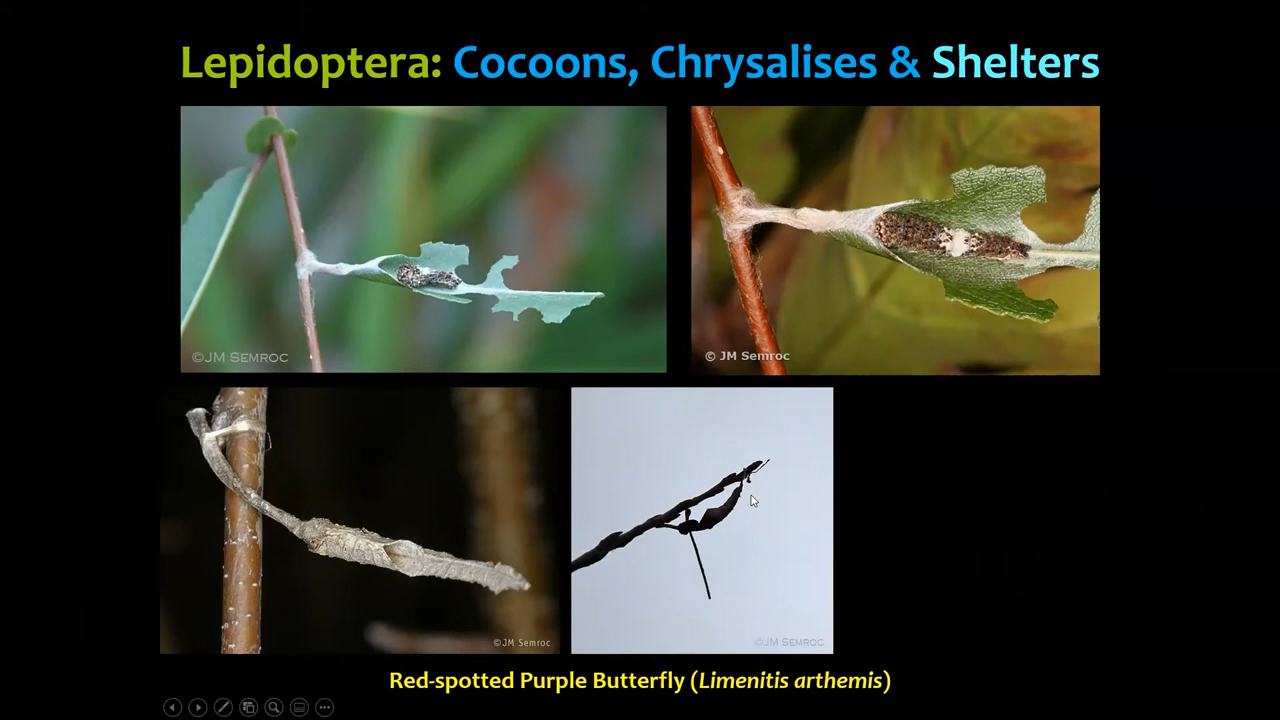 Lepidoptera: Cocoons, Chrysalises & Shelters
©JM SEMROC
© JM Semroc
©JM Semroc
©JM SEMROC
Red-spotted Purple Butterfly (Limenitis arthemis)